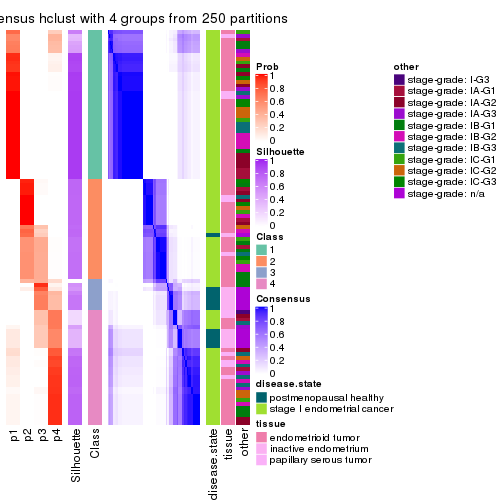 ensus hclust with 4 groups from 250 partitions
Prob
1
0.8
0.6
0.4
0.2
0
Silhouette
1
0.8
0.6
0.4
0.2
0
Class
1
2
3
4
Consensus
1
0.8
0.6
0.4
0.2
0
disease.state
postmenopausal healthy
stage I endometrial cancer
tissue
endometrioid tumor
inactive endometrium
papillary serous tumor
other
stage-grade: I-G3
stage-grade: IA-G1
stage-grade: IA-G2
stage-grade: IA-G3
stage-grade: IB-G1
stage-grade: IB-G2
stage-grade: IB-G3
stage-grade: IC-G1
stage-grade: IC-G2
stage-grade: IC-G3
stage-grade: n/a
p1
p2
p3
p4
Silhouette
Class
disease.state
tissue
other